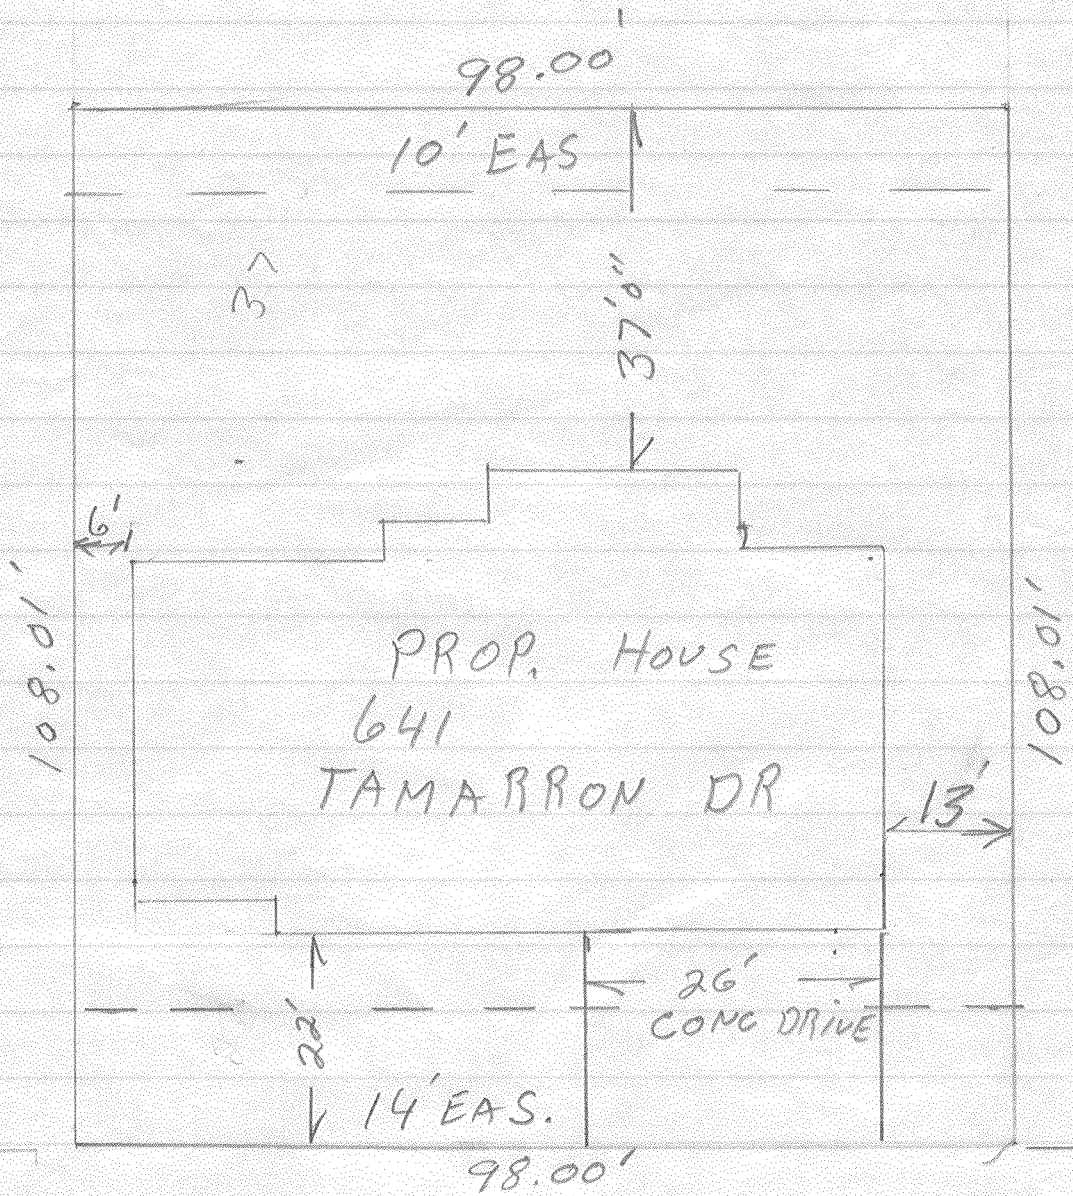 98.00'
10' EAS
37
37'0"
6'
108.01'
108.01'
PROP. HOUSE
641
TAMARRON DR
13'
26'
CONC DRIVE
22'
14' EAS.
98.00'